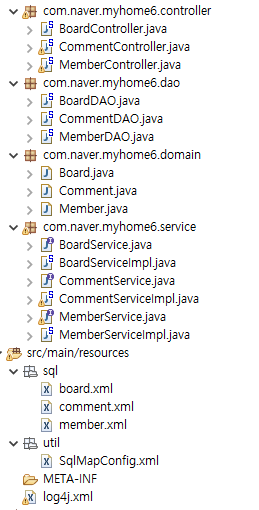 com.naver.myhome6.controller
BoardController.java
CommentController.java
MemberController.java
com.naver.myhome6.dao
BoardDAO.java
CommentDAO.java
MemberDAO.java
com.naver.myhome6.domain
Board.java
Comment.java
Member.java
com.naver.myhome6.service
BoardService.java
BoardServiceImpl.java
CommentService.java
CommentServiceImpl.java
MemberService.java
MemberServiceImpl.java
src/main/resources
sql
board.xml
comment.xml
member.xml
util
SqlMapConfig.xml
META-INF
log4j.xml